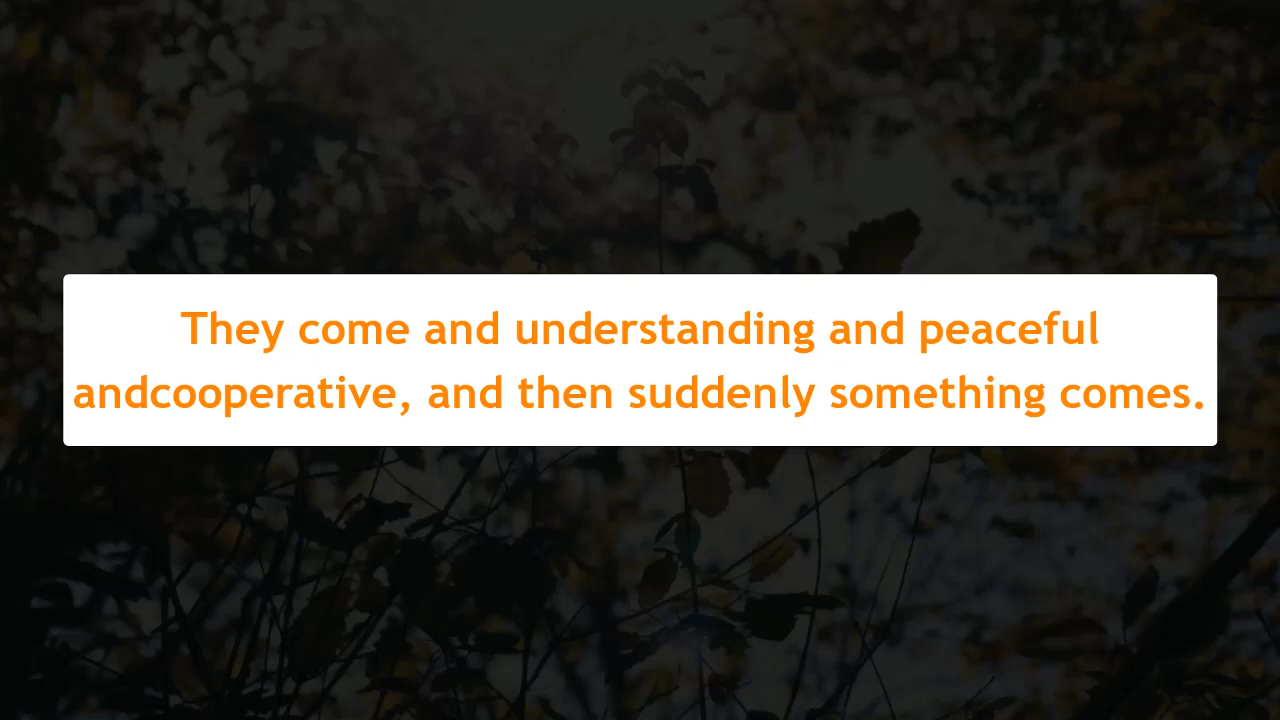 They come and understanding and peaceful
andcooperative, and then suddenly something comes.